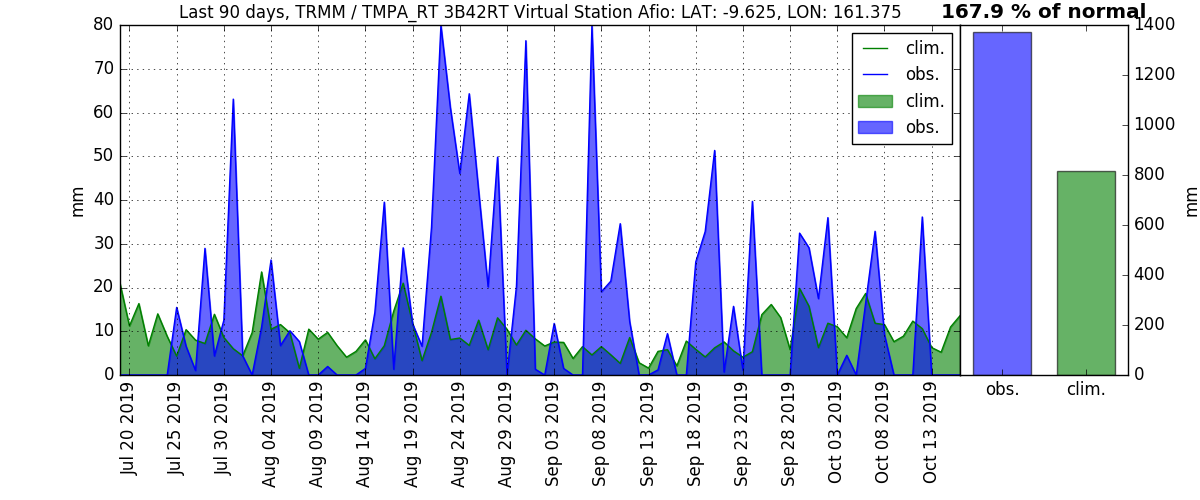 Last 90 days, TRMM / TMPA_RT 3B42RT Virtual Station Afio: LAT: -9.625, LON: 161.375
167.9 % of normal
80
70
60
50
40
30
20
10
0
mm
clim.
obs.
clim.
obs.
Jul 20 2019
Jul 25 2019
Jul 30 2019
Aug 04 2019
Aug 09 2019
Aug 14 2019
Aug 19 2019
Aug 24 2019
Aug 29 2019
Sep 03 2019
Sep 08 2019
Sep 13 2019
Sep 18 2019
Sep 23 2019
Sep 28 2019
Oct 03 2019
Oct 08 2019
Oct 13 2019
1400
1200
1000
800
600
400
200
0
mm
obs.
clim.